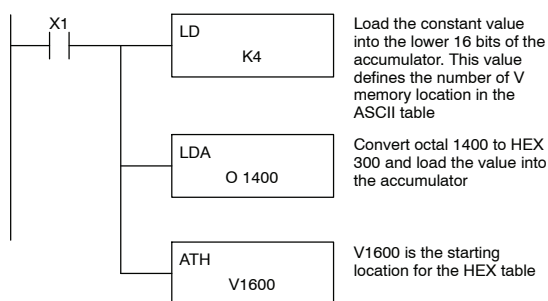 X1
LD
K4
Load the constant value
into the lower 16 bits of the
accumulator. This value
defines the number of V
memory location in the
ASCII table
LDA
O 1400
Convert octal 1400 to HEX
300 and load the value into
the accumulator
ATH
V1600
V1600 is the starting
location for the HEX table